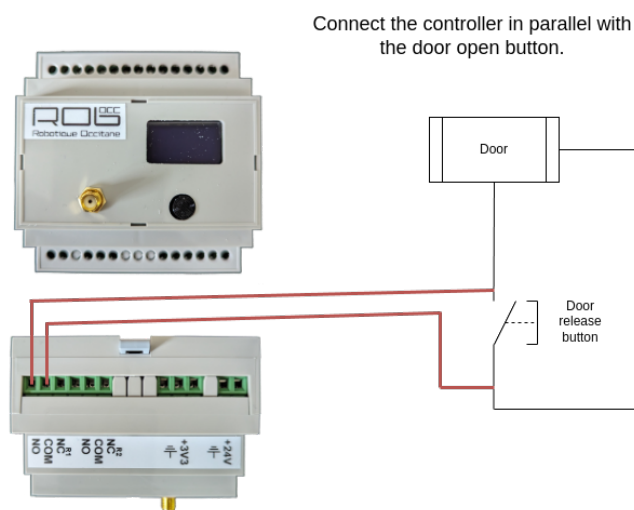 Connect the controller in parallel with
the door open button.
ROBOCC
Robotique Occitane
Door
Door
release
button
NO
COM
NC R1
NO
COM
NC R2
+3V3
+24V